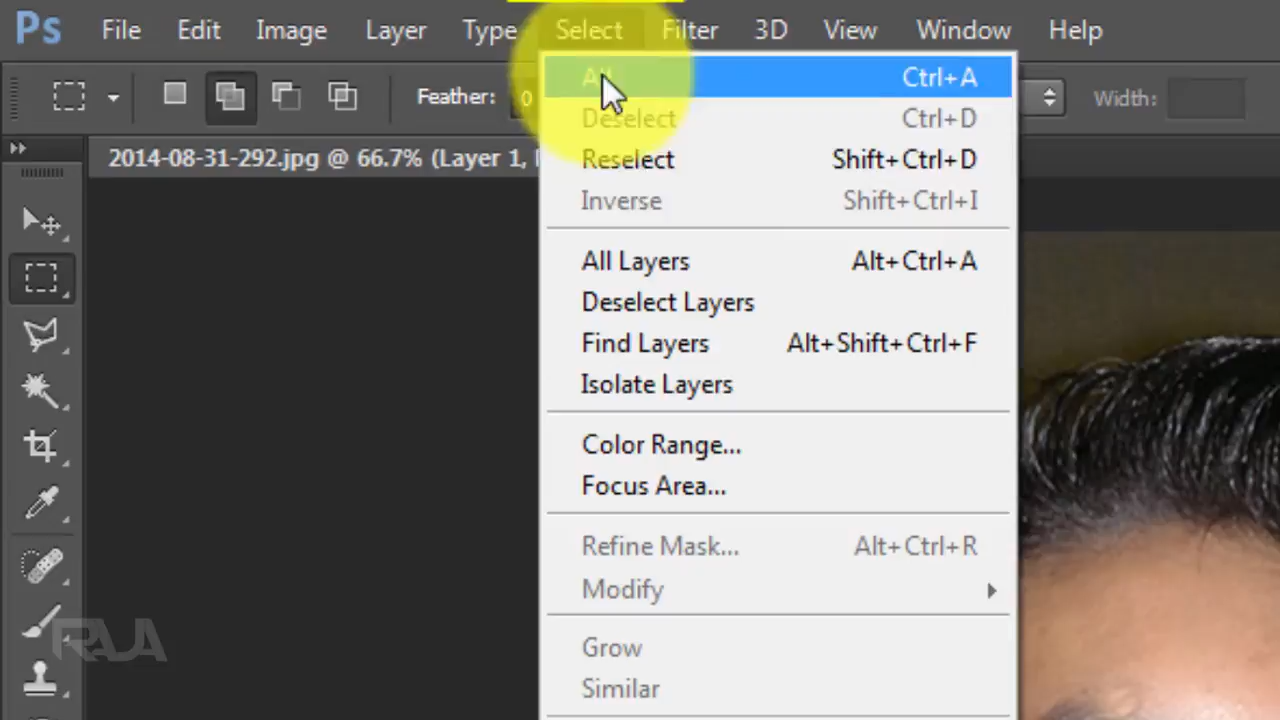 Ps File Edit Image Layer Type Select Filter 3D View Window Help
Feather: 0 Width:
2014-08-31-292.jpg @ 66.7% (Layer 1,
All Ctrl+A
Deselect Ctrl+D
Reselect Shift+Ctrl+D
Inverse Shift+Ctrl+I
All Layers Alt+Ctrl+A
Deselect Layers
Find Layers Alt+Shift+Ctrl+F
Isolate Layers
Color Range...
Focus Area...
Refine Mask... Alt+Ctrl+R
Modify
Grow
Similar
RAJA